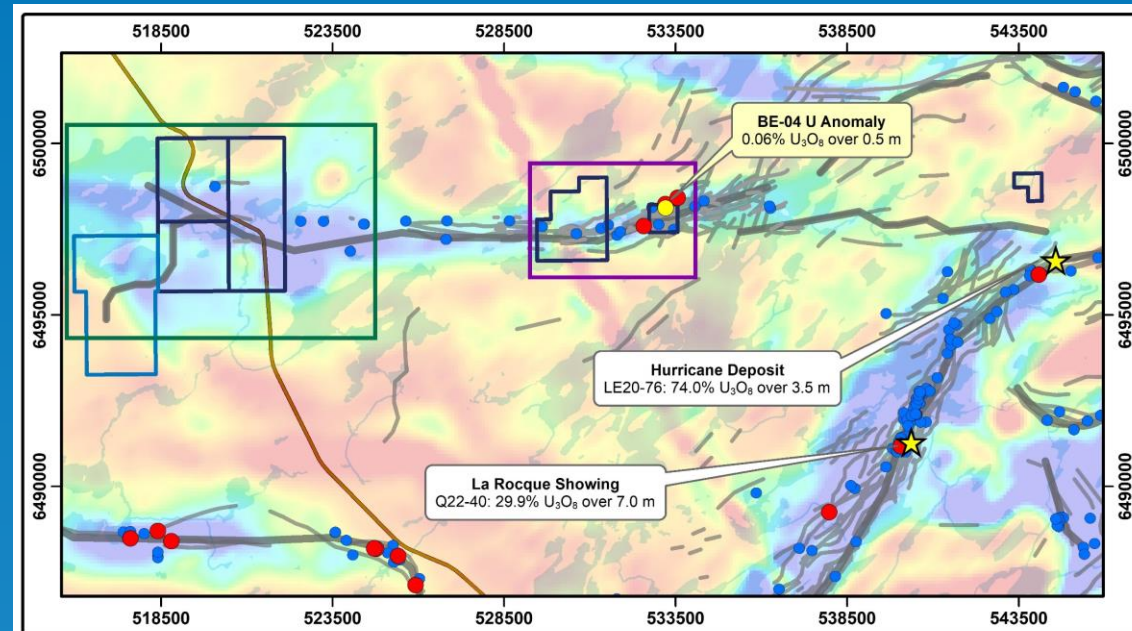 518500 523500 528500 533500 538500 543500
6500000
6500000
BE-04 U Anomaly
0.06% U₃O₈ over 0.5 m
6495000
6495000
Hurricane Deposit
LE20-76: 74.0% U₃O₈ over 3.5 m
La Rocque Showing
Q22-40: 29.9% U₃O₈ over 7.0 m
6490000
6490000
518500 523500 528500 533500 538500 543500